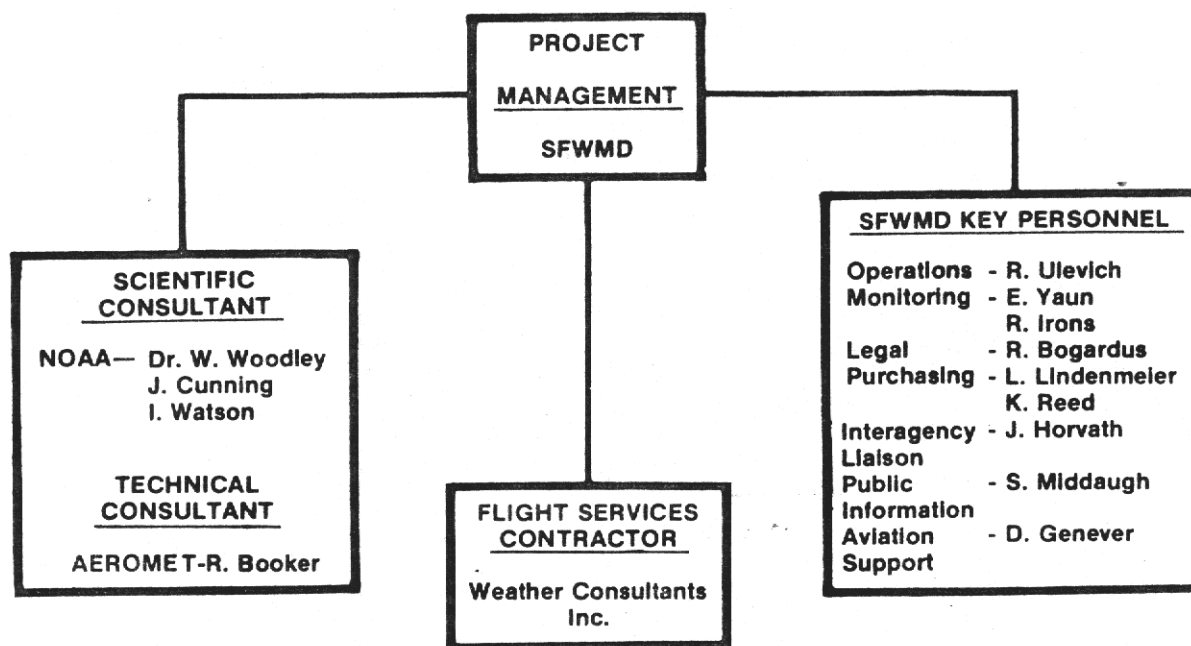 PROJECT
MANAGEMENT
SFWMD
SCIENTIFIC
CONSULTANT
NOAA— Dr. W. Woodley
J. Cunning
I. Watson
TECHNICAL
CONSULTANT
AEROMET-R. Booker
FLIGHT SERVICES
CONTRACTOR
Weather Consultants
Inc.
SFWMD KEY PERSONNEL
Operations - R. Ulevich
Monitoring - E. Yaun
R. Irons
Legal - R. Bogardus
Purchasing - L. Lindenmeier
K. Reed
Interagency - J. Horvath
Liaison
Public - S. Middaugh
Information
Aviation - D. Genever
Support